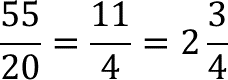 55/20 = 11/4 = 2 3/4